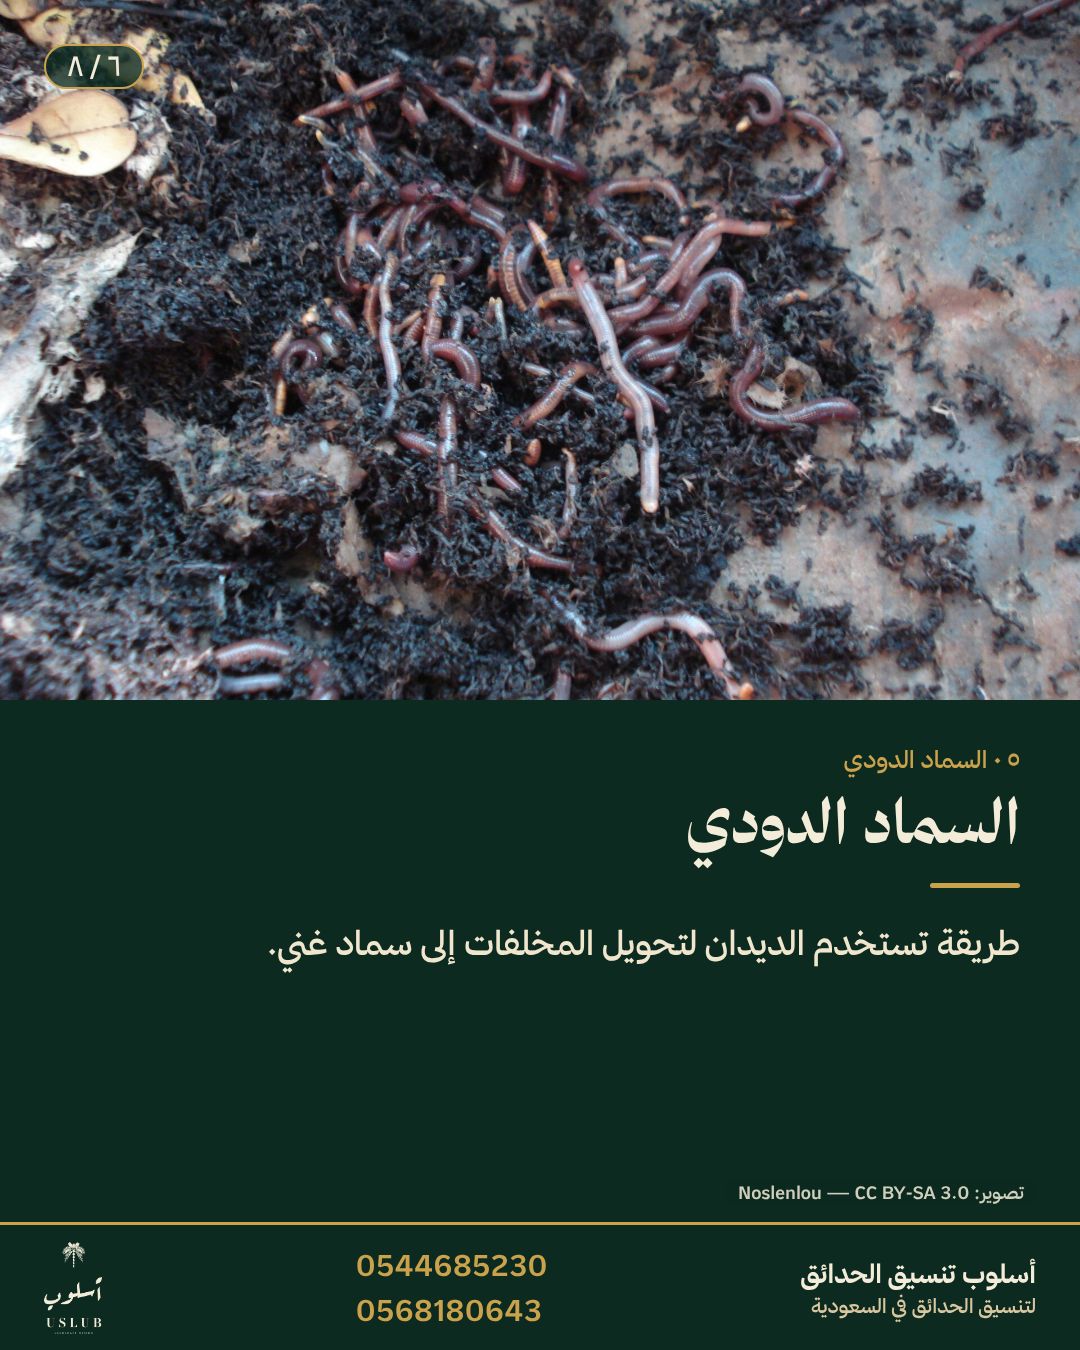 ٨ / ٦
٥ · السماد الدودي
السماد الدودي
طريقة تستخدم الديدان لتحويل المخلفات إلى سماد غني.
تصوير: Noslenlou — CC BY-SA 3.0
أسلوب تنسيق الحدائق
لتنسيق الحدائق في السعودية
0544685230
0568180643
أسلوب
USLUB